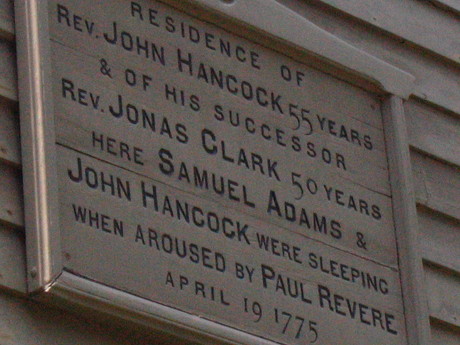 RESIDENCE OF
REV. JOHN HANCOCK 55 YEARS
& OF HIS SUCCESSOR
REV. JONAS CLARK 50 YEARS
HERE SAMUEL ADAMS &
JOHN HANCOCK WERE SLEEPING
WHEN AROUSED BY PAUL REVERE
APRIL 19 1775